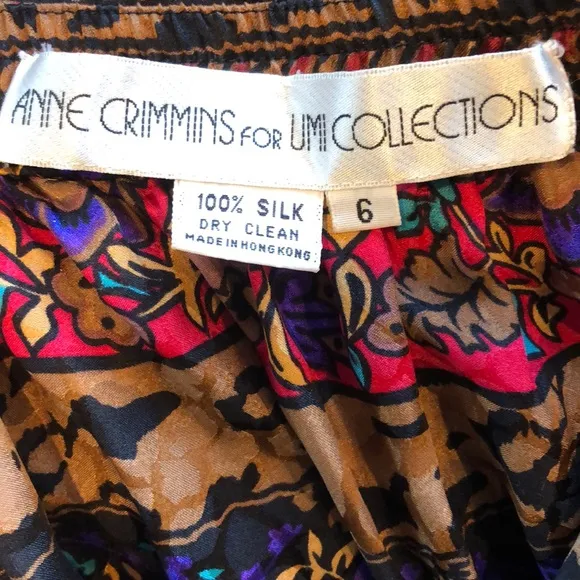 ANNE CRIMMINS FOR UMI COLLECTIONS
100% SILK
DRY CLEAN
MADE IN HONG KONG
6